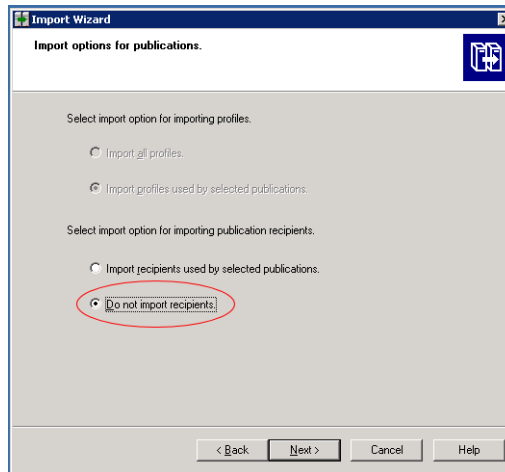 Import Wizard
Import options for publications.
Select import option for importing profiles.
Import all profiles.
Import profiles used by selected publications.
Select import option for importing publication recipients.
Import recipients used by selected publications.
Do not import recipients.
< Back Next > Cancel Help